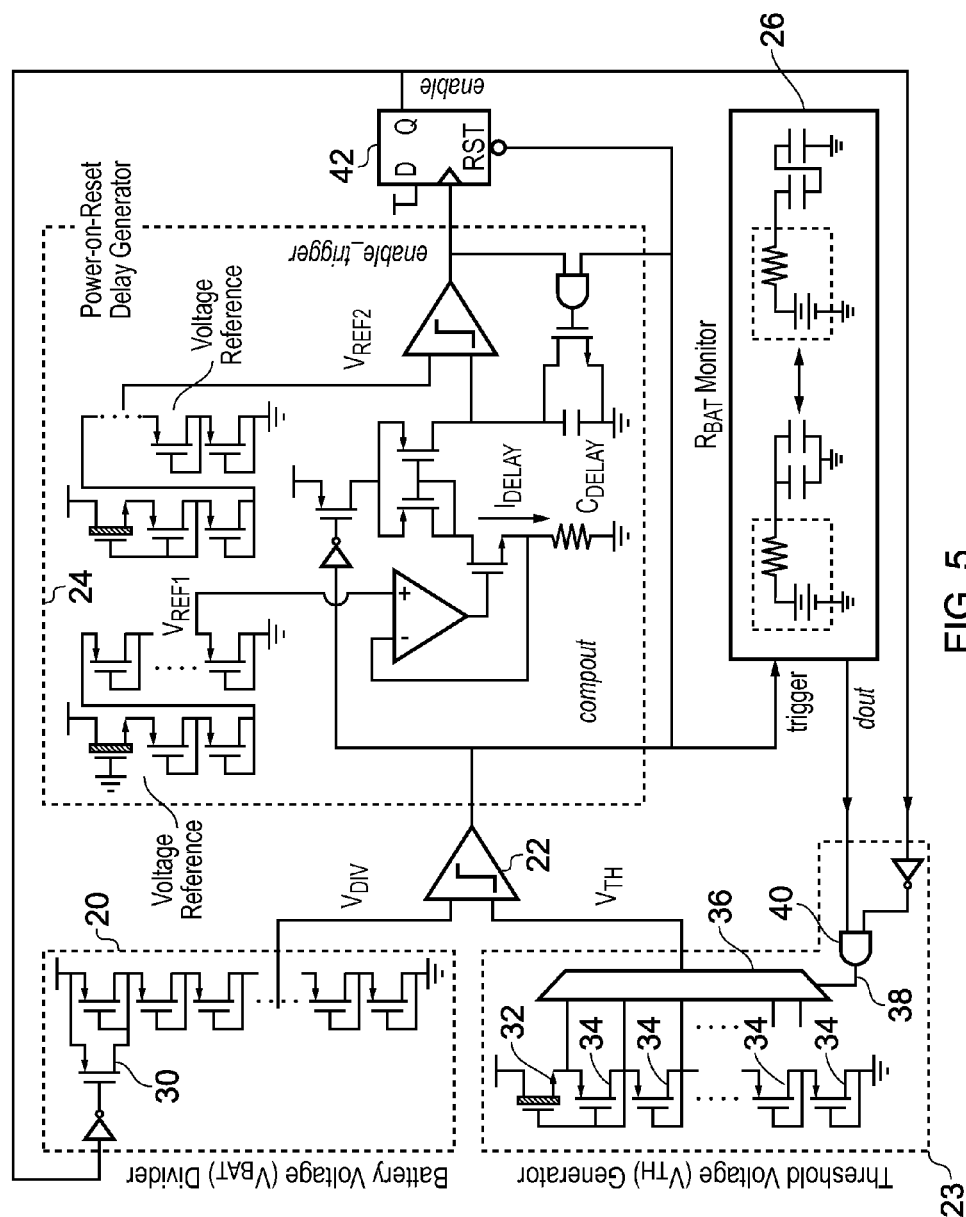 20
Battery Voltage (VBAT) Divider
30
VDIV
22
VTH
23
Threshold Voltage (VTH) Generator
32
34
34
34
34
36
38
40
24
Power-on-Reset
Delay Generator
Voltage
Reference
VREF1
+
-
Voltage
Reference
VREF2
IDELAY
CDELAY
compout
enable_trigger
42
D Q
RST
enable
26
RBAT Monitor
trigger
dout
FIG. 5